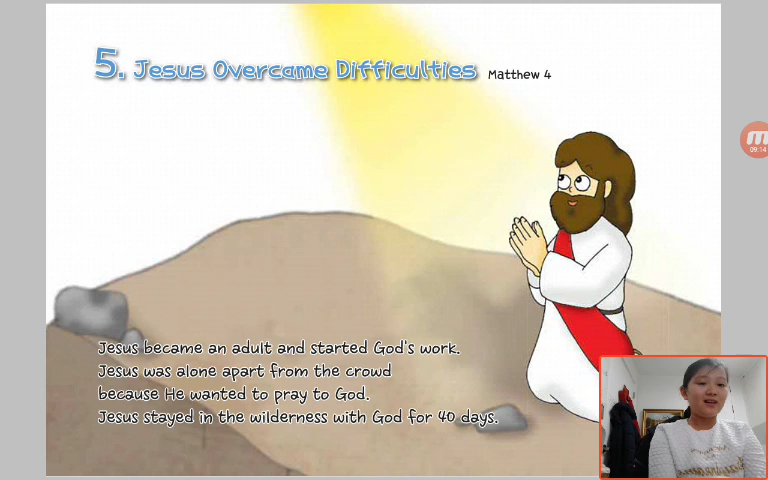 5. Jesus Overcame Difficulties Matthew 4
09:14
Jesus became an adult and started God's work.
Jesus was alone apart from the crowd
because He wanted to pray to God.
Jesus stayed in the wilderness with God for 40 days.